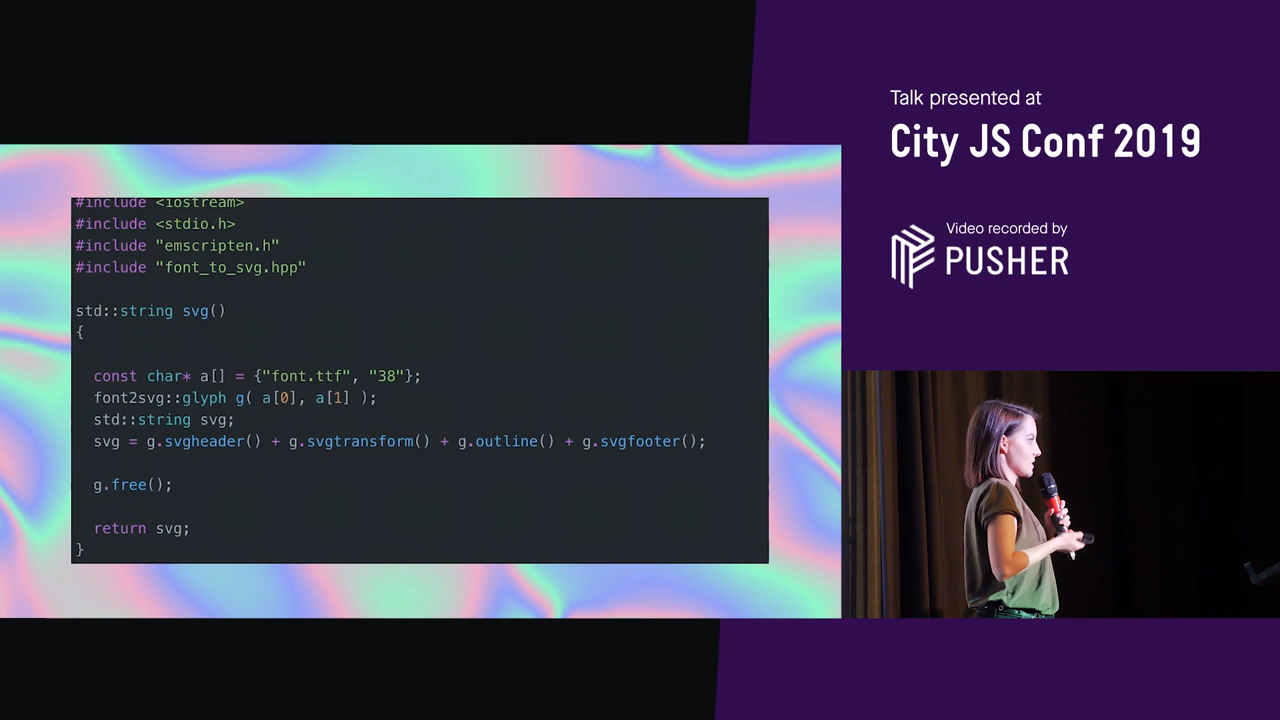 #include <iostream>
#include <stdio.h>
#include "emscripten.h"
#include "font_to_svg.hpp"
std::string svg()
{
const char* a[] = {"font.ttf", "38"};
font2svg::glyph g( a[0], a[1] );
std::string svg;
svg = g.svgheader() + g.svgtransform() + g.outline() + g.svgfooter();
g.free();
return svg;
}
Talk presented at
City JS Conf 2019
Video recorded by
PUSHER